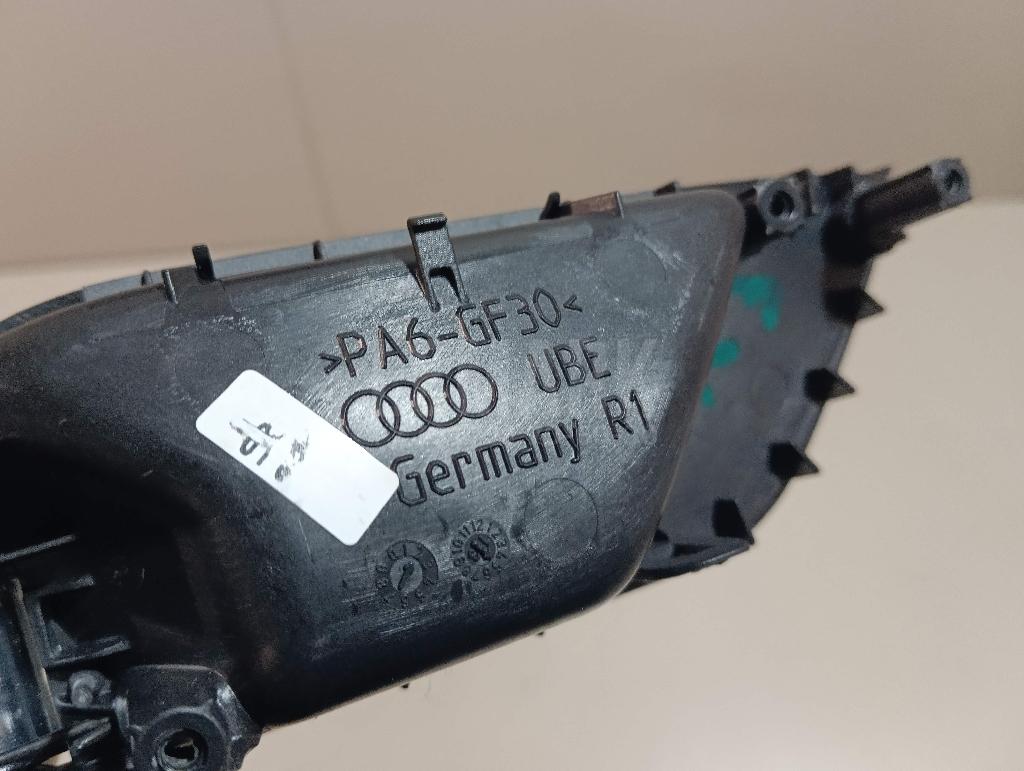 >PA6-GF30<
UBE
Germany R1